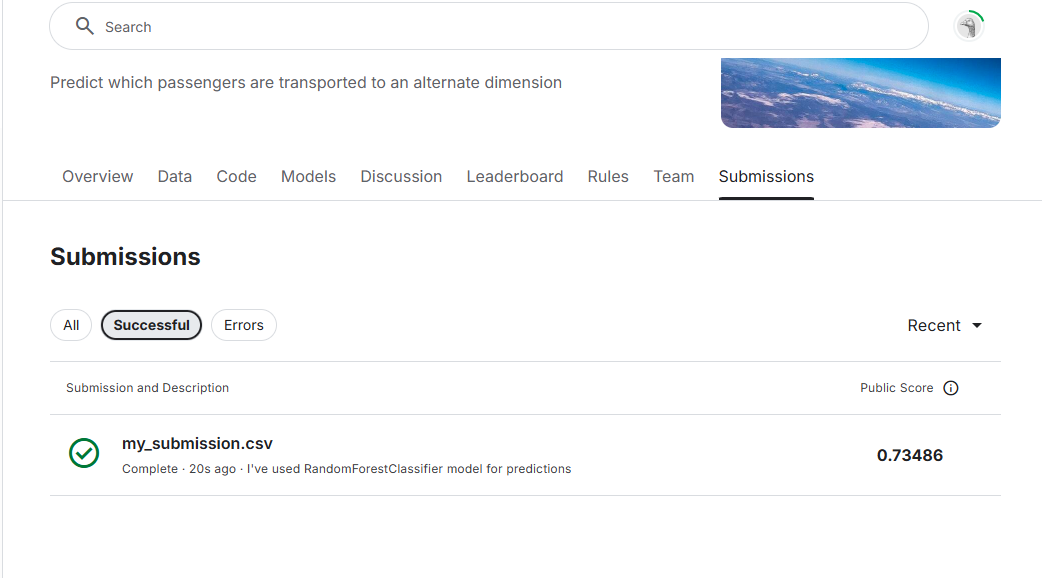 Search
Predict which passengers are transported to an alternate dimension
Overview Data Code Models Discussion Leaderboard Rules Team Submissions
Submissions
All Successful Errors Recent
Submission and Description Public Score
my_submission.csv
Complete · 20s ago · I've used RandomForestClassifier model for predictions
0.73486